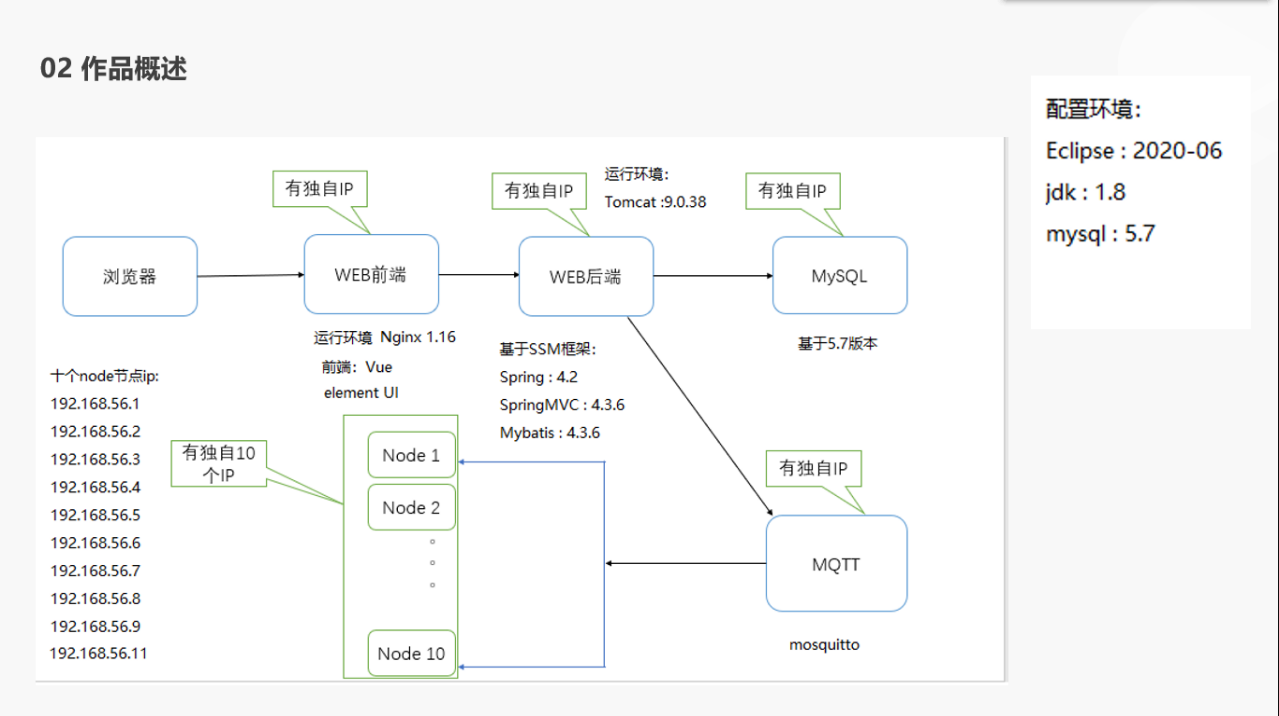 02 作品概述
配置环境：
Eclipse : 2020-06
jdk : 1.8
mysql : 5.7
有独自IP
有独自IP
运行环境：
Tomcat :9.0.38
有独自IP
浏览器
WEB前端
WEB后端
MySQL
运行环境 Nginx 1.16
前端：Vue
element UI
基于SSM框架：
Spring : 4.2
SpringMVC : 4.3.6
Mybatis : 4.3.6
基于5.7版本
十个node节点ip:
192.168.56.1
192.168.56.2
192.168.56.3
192.168.56.4
192.168.56.5
192.168.56.6
192.168.56.7
192.168.56.8
192.168.56.9
192.168.56.11
有独自10
个IP
Node 1
Node 2
Node 10
有独自IP
MQTT
mosquitto